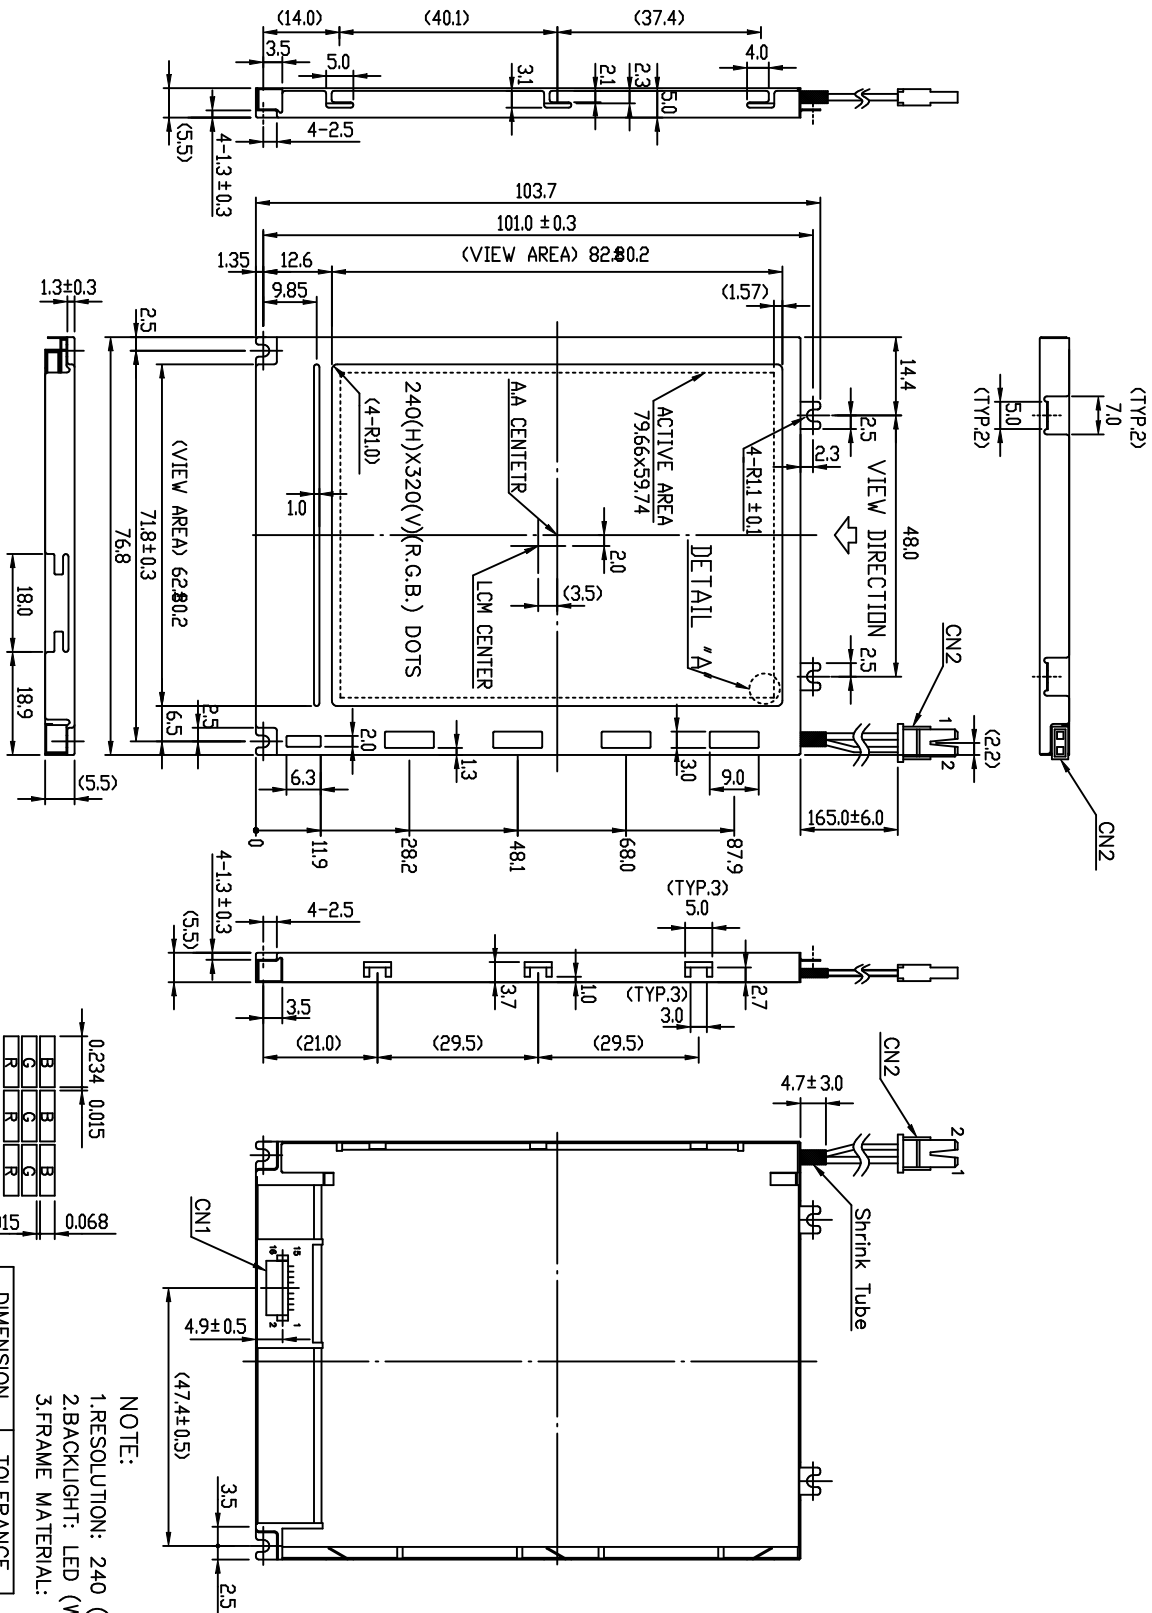 (14.0)
(40.1)
(37.4)
3.5
5.0
3.1
2.1
2.3
5.0
4.0
(5.5)
4-1.3±0.3
4-2.5
103.7
101.0 ±0.3
(VIEW AREA)
1.35
12.6
9.85
(1.57)
14.4
2.5
2.3
4-R1.1 ±0.1
VIEW DIRECTION
48.0
2.5
(TYP.2)
7.0
5.0
(TYP.2)
CN2
CN2
1
2
(2.2)
165.0±6.0
ACTIVE AREA
79.66x59.74
A.A CENTETR
240(H)X320(V)(R.G.B.) DOTS
(4-R1.0)
1.0
2.0
(3.5)
LCM CENTER
DETAIL "A"
1.3±0.3
2.5
(VIEW AREA)
71.8±0.3
76.8
18.0
18.9
(5.5)
6.5
2.5
2.0
1.3
3.0
6.3
9.0
0
11.9
28.2
48.1
68.0
87.9
4-1.3 ±0.3
(5.5)
4-2.5
3.5
(TYP.3)
5.0
3.7
1.0
(TYP.3)
3.0
2.7
(21.0)
(29.5)
(29.5)
CN2
4.7±3.0
2
1
Shrink Tube
CN1
15
16
1
2
4.9±0.5
(47.4±0.5)
3.5
2.5
0.234
0.015
B
B
B
G
G
G
R
R
R
0.068
NOTE:
1.RESOLUTION: 240 (
2.BACKLIGHT: LED (W
3.FRAME MATERIAL:
DIMENSION
TOLERANCE